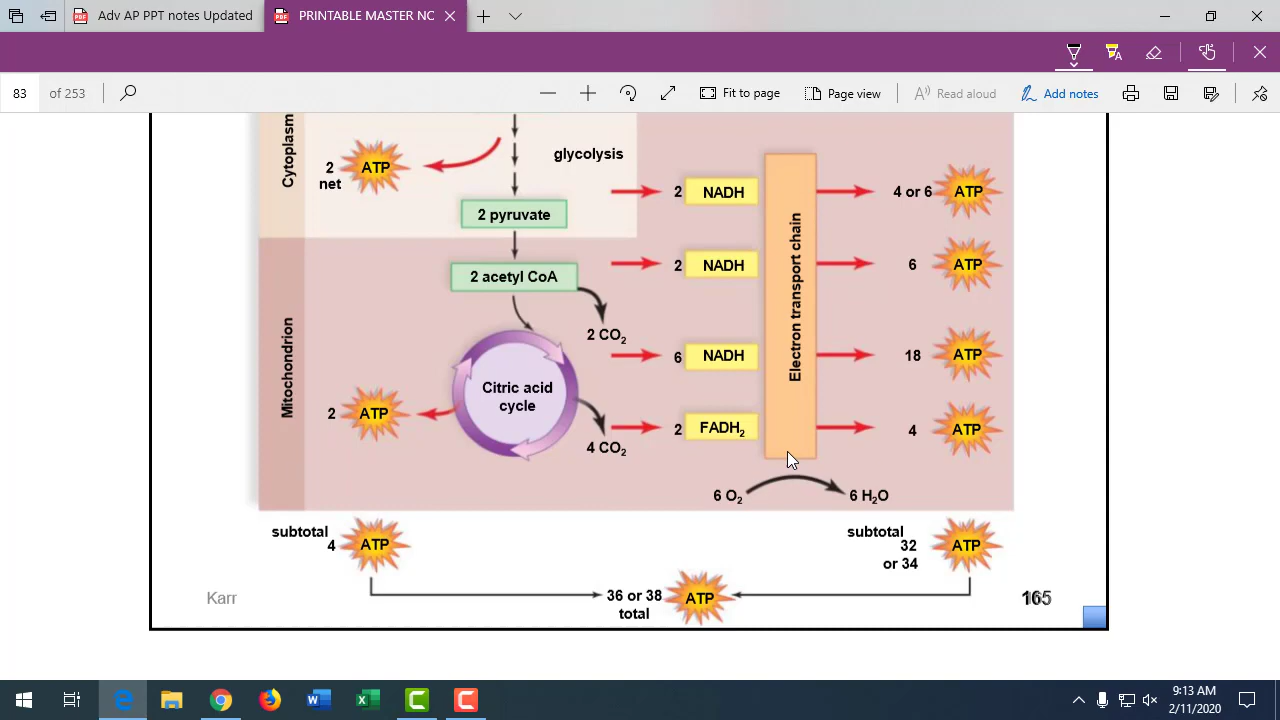 Adv AP PPT notes Updated
PRINTABLE MASTER NC
83 of 253
Fit to page
Page view
Read aloud
Add notes
Cytoplasm
2 net
ATP
glycolysis
2 pyruvate
2 NADH
4 or 6 ATP
Electron transport chain
2 acetyl CoA
2 NADH
6 ATP
2 CO₂
Mitochondrion
Citric acid
cycle
6 NADH
18 ATP
2 ATP
4 CO₂
2 FADH₂
4 ATP
6 O₂
6 H₂O
subtotal
4 ATP
subtotal
32
or 34
ATP
36 or 38
total
ATP
Karr
165
9:13 AM
2/11/2020